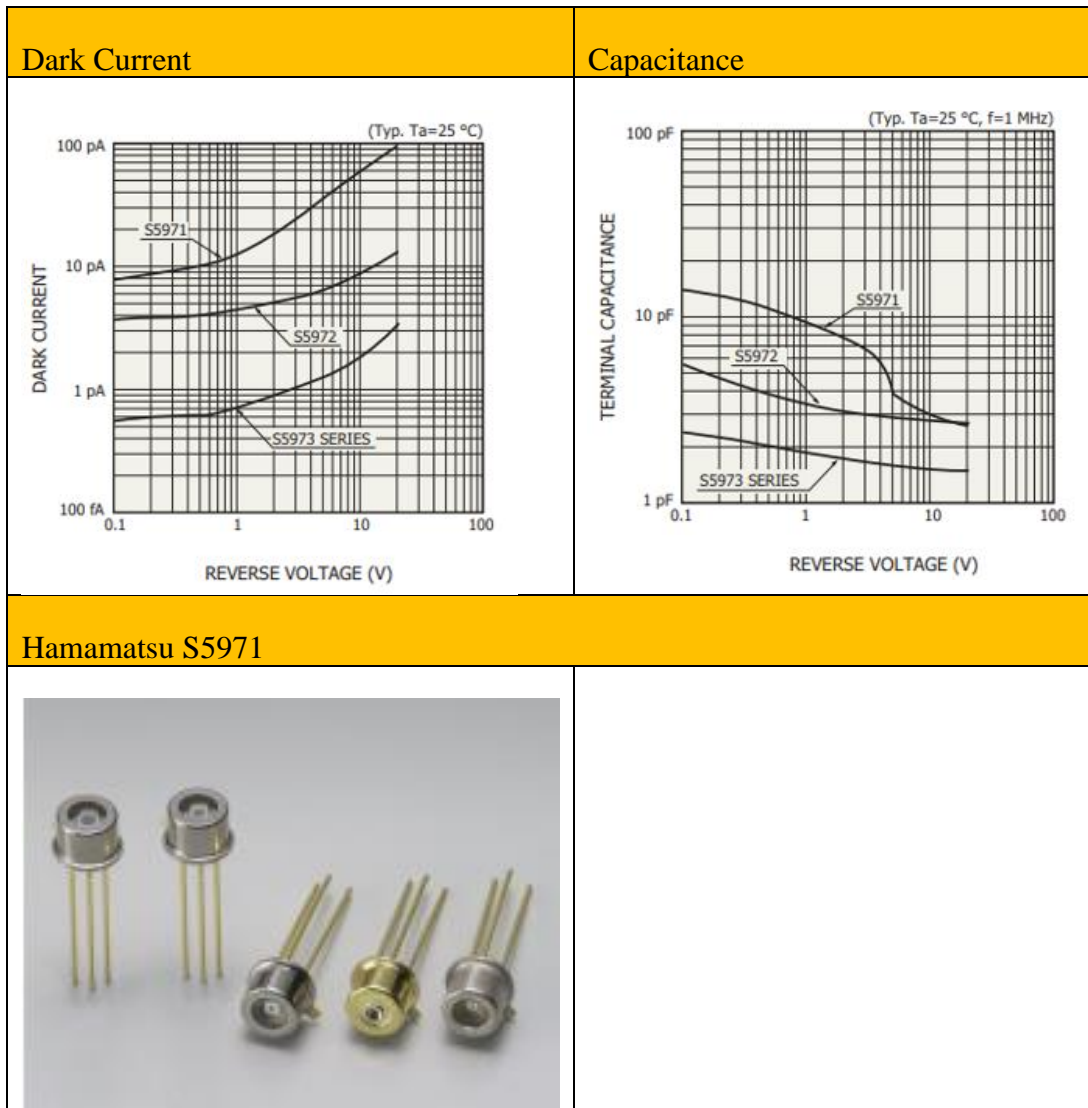 Dark Current
Capacitance
(Typ. Ta=25 °C)
100 pA
10 pA
1 pA
100 fA
DARK CURRENT
S5971
S5972
S5973 SERIES
0.1
1
10
100
REVERSE VOLTAGE (V)
(Typ. Ta=25 °C, f=1 MHz)
100 pF
10 pF
1 pF
TERMINAL CAPACITANCE
S5971
S5972
S5973 SERIES
0.1
1
10
100
REVERSE VOLTAGE (V)
Hamamatsu S5971